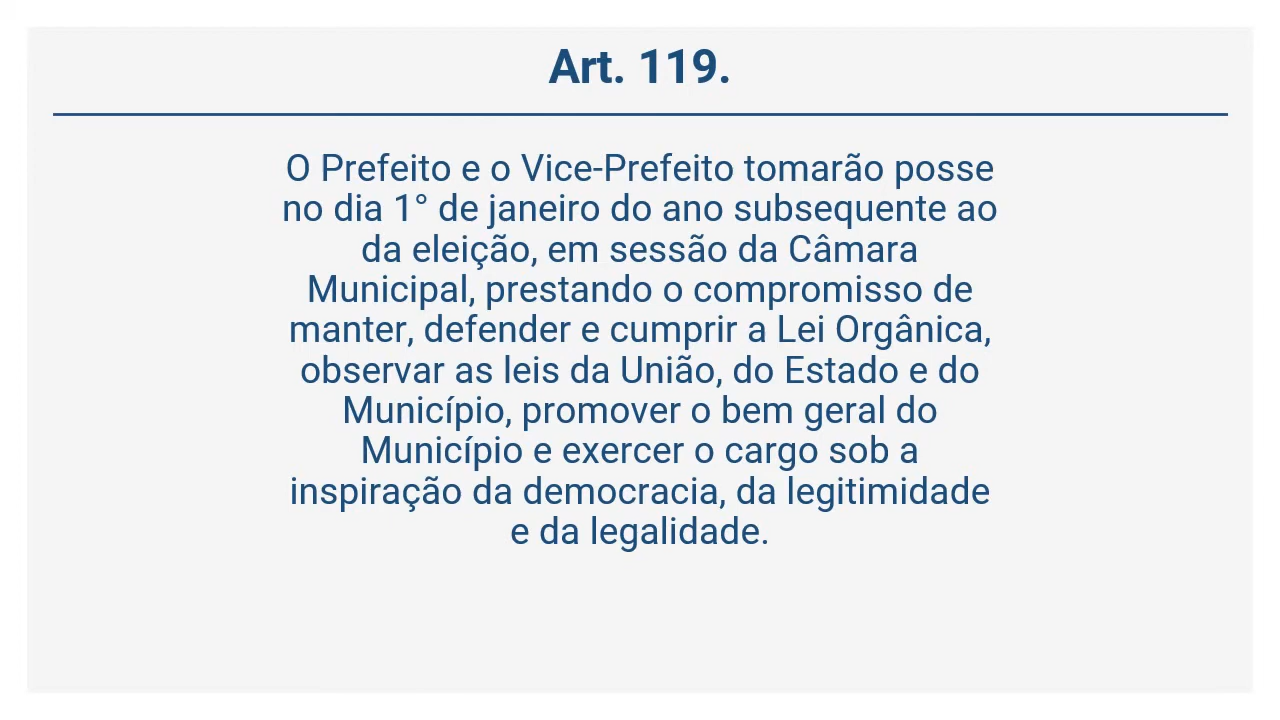 Art. 119.
O Prefeito e o Vice-Prefeito tomarão posse
no dia 1° de janeiro do ano subsequente ao
da eleição, em sessão da Câmara
Municipal, prestando o compromisso de
manter, defender e cumprir a Lei Orgânica,
observar as leis da União, do Estado e do
Município, promover o bem geral do
Município e exercer o cargo sob a
inspiração da democracia, da legitimidade
e da legalidade.